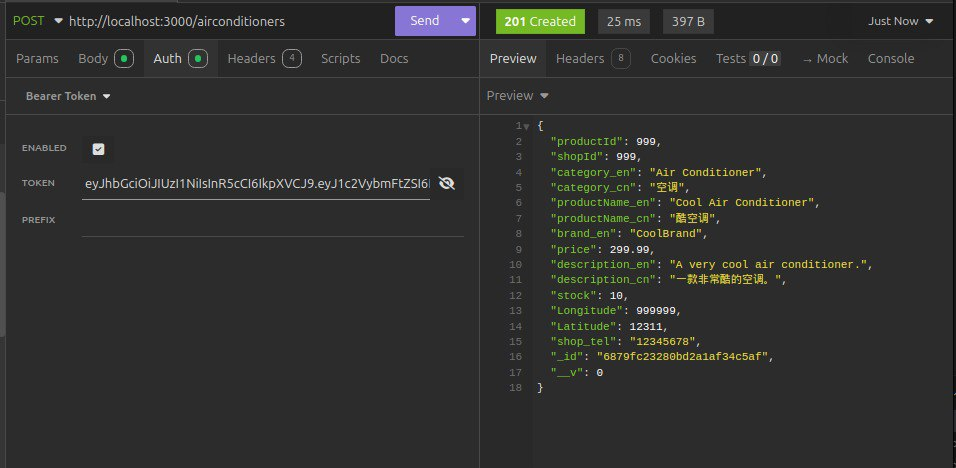 POST http://localhost:3000/airconditioners Send
Params Body Auth Headers 4 Scripts Docs
Bearer Token
ENABLED
TOKEN eyJhbGciOiJIUzI1NiIsInR5cCI6IkpXVCJ9.eyJ1c2VybmFtZSI6I
PREFIX
201 Created 25 ms 397 B Just Now
Preview Headers 8 Cookies Tests 0 / 0 → Mock Console
Preview
1 {
2 "productId": 999,
3 "shopId": 999,
4 "category_en": "Air Conditioner",
5 "category_cn": "空调",
6 "productName_en": "Cool Air Conditioner",
7 "productName_cn": "酷空调",
8 "brand_en": "CoolBrand",
9 "price": 299.99,
10 "description_en": "A very cool air conditioner.",
11 "description_cn": "一款非常酷的空调。",
12 "stock": 10,
13 "Longitude": 999999,
14 "Latitude": 12311,
15 "shop_tel": "12345678",
16 "_id": "6879fc23280bd2a1af34c5af",
17 "__v": 0
18 }